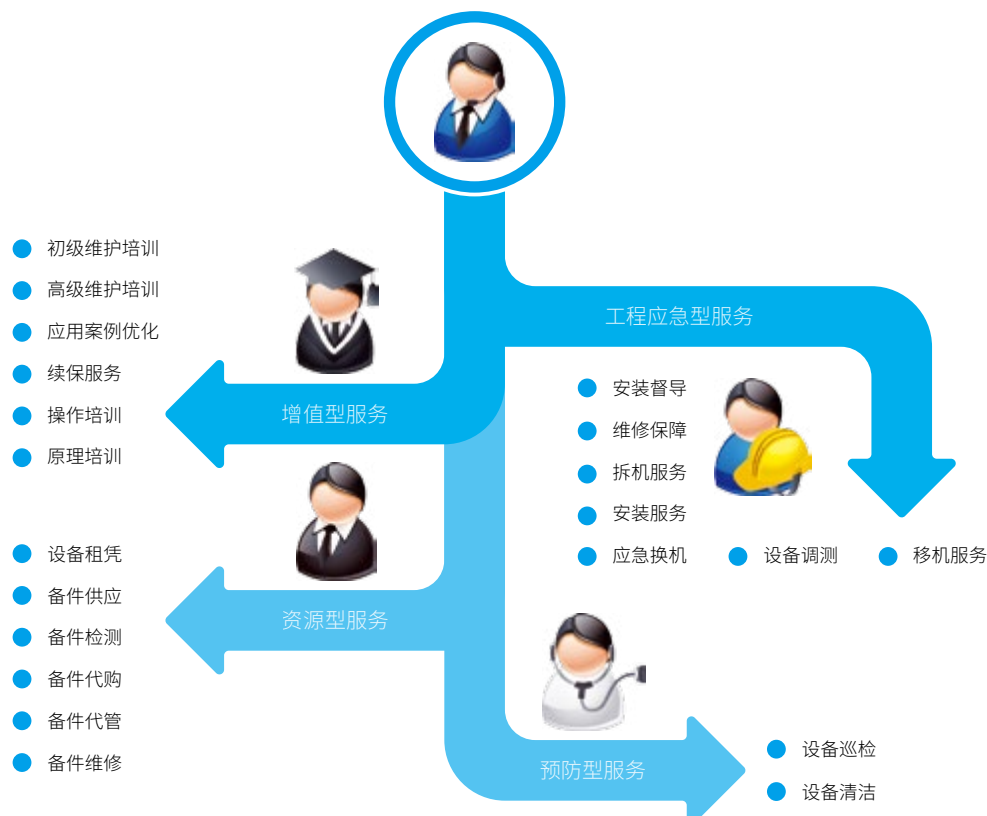 初级维护培训
高级维护培训
应用案例优化
续保服务
操作培训
原理培训
增值型服务
工程应急型服务
安装督导
维修保障
拆机服务
安装服务
应急换机
设备调测
移机服务
设备租凭
备件供应
备件检测
备件代购
备件代管
备件维修
资源型服务
预防型服务
设备巡检
设备清洁